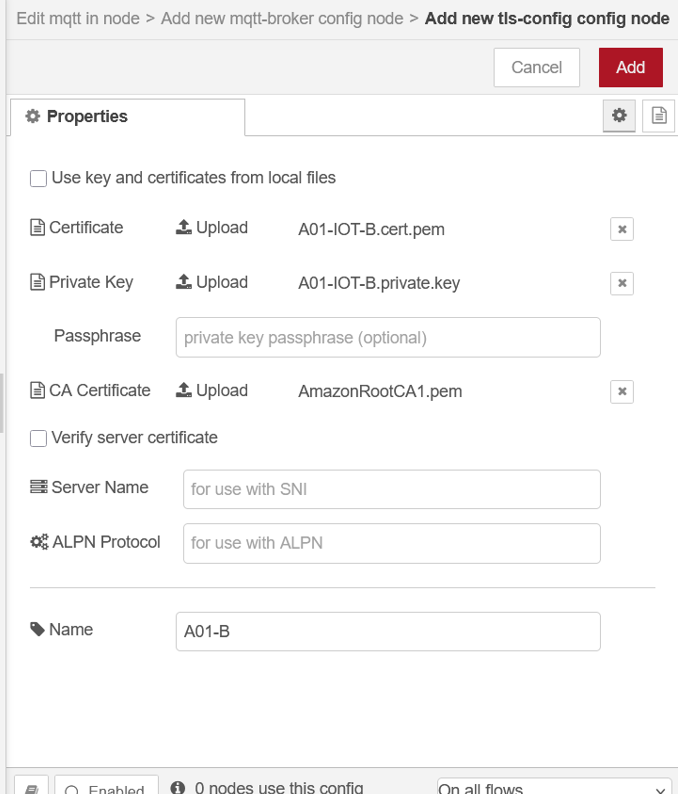 Edit mqtt in node > Add new mqtt-broker config node > Add new tls-config config node
Cancel Add
Properties
Use key and certificates from local files
Certificate Upload A01-IOT-B.cert.pem
Private Key Upload A01-IOT-B.private.key
Passphrase private key passphrase (optional)
CA Certificate Upload AmazonRootCA1.pem
Verify server certificate
Server Name for use with SNI
ALPN Protocol for use with ALPN
Name A01-B
Enabled 0 nodes use this config On all flows